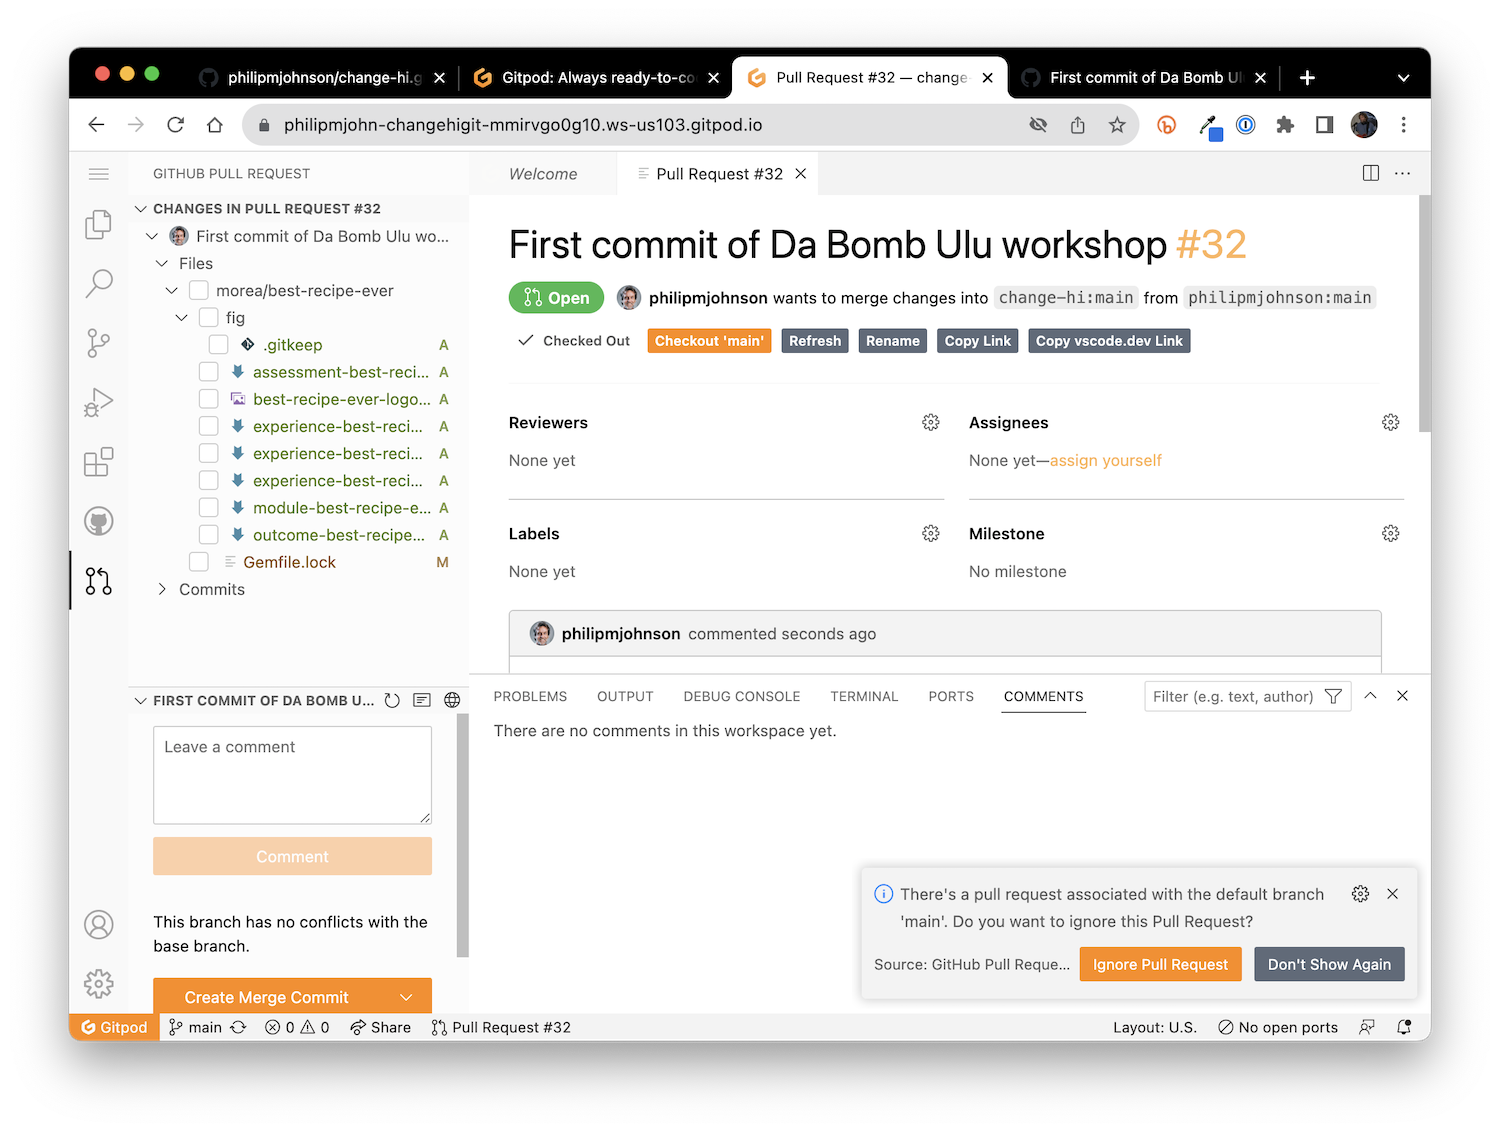 philipmjohnson/change-hi.g
Gitpod: Always ready-to-co
Pull Request #32 — change-
First commit of Da Bomb Ul
philipmjohn-changehigit-mmirvgo0g10.ws-us103.gitpod.io
GITHUB PULL REQUEST
Welcome
Pull Request #32
CHANGES IN PULL REQUEST #32
First commit of Da Bomb Ulu wo...
Files
morea/best-recipe-ever
fig
.gitkeep A
assessment-best-reci... A
best-recipe-ever-logo... A
experience-best-reci... A
experience-best-reci... A
experience-best-reci... A
module-best-recipe-e... A
outcome-best-recipe... A
Gemfile.lock M
Commits
First commit of Da Bomb Ulu workshop #32
Open philipmjohnson wants to merge changes into change-hi:main from philipmjohnson:main
Checked Out Checkout 'main' Refresh Rename Copy Link Copy vscode.dev Link
Reviewers
None yet
Assignees
None yet—assign yourself
Labels
None yet
Milestone
No milestone
philipmjohnson commented seconds ago
FIRST COMMIT OF DA BOMB U...
Leave a comment
Comment
This branch has no conflicts with the
base branch.
Create Merge Commit
PROBLEMS OUTPUT DEBUG CONSOLE TERMINAL PORTS COMMENTS Filter (e.g. text, author)
There are no comments in this workspace yet.
There's a pull request associated with the default branch
'main'. Do you want to ignore this Pull Request?
Source: GitHub Pull Reque... Ignore Pull Request Don't Show Again
Gitpod main 0 0 Share Pull Request #32 Layout: U.S. No open ports